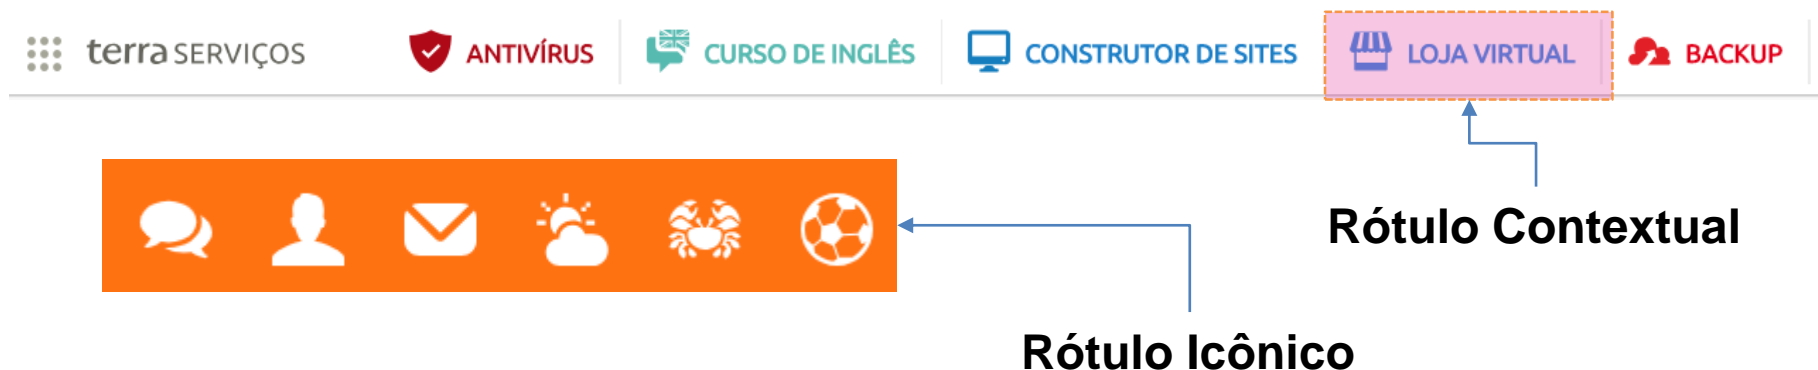 terra SERVIÇOS ANTIVÍRUS CURSO DE INGLÊS CONSTRUTOR DE SITES LOJA VIRTUAL BACKUP
Rótulo Contextual
Rótulo Icônico